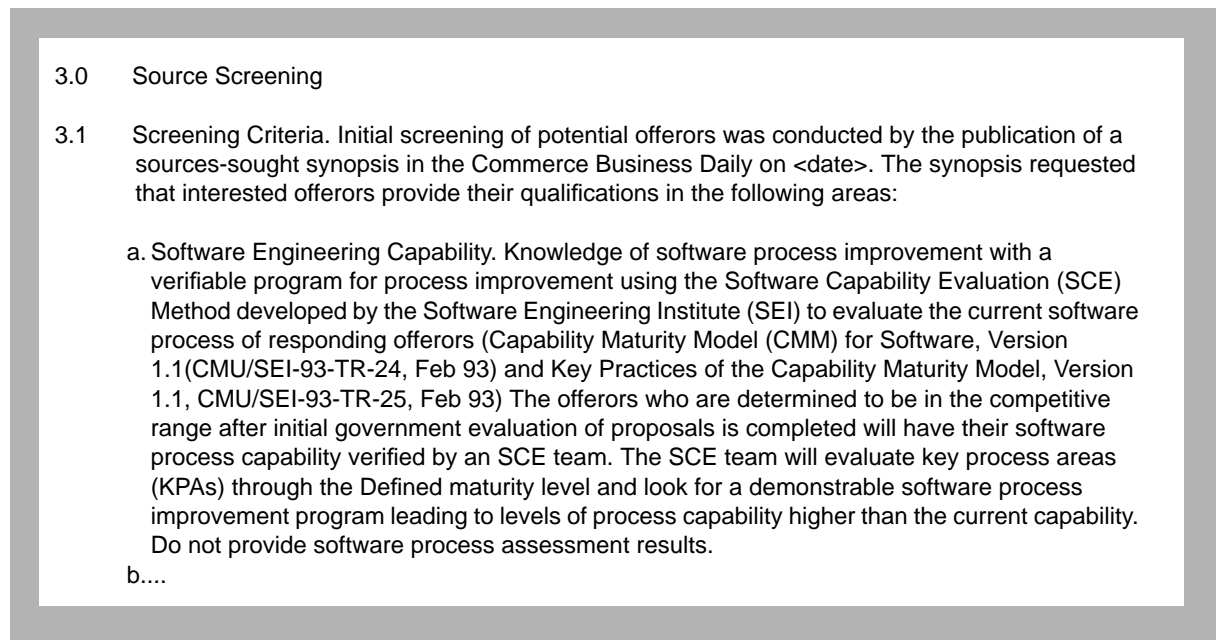 3.0 Source Screening
3.1 Screening Criteria. Initial screening of potential offerors was conducted by the publication of a
sources-sought synopsis in the Commerce Business Daily on <date>. The synopsis requested
that interested offerors provide their qualifications in the following areas:
a. Software Engineering Capability. Knowledge of software process improvement with a
verifiable program for process improvement using the Software Capability Evaluation (SCE)
Method developed by the Software Engineering Institute (SEI) to evaluate the current software
process of responding offerors (Capability Maturity Model (CMM) for Software, Version
1.1(CMU/SEI-93-TR-24, Feb 93) and Key Practices of the Capability Maturity Model, Version
1.1, CMU/SEI-93-TR-25, Feb 93) The offerors who are determined to be in the competitive
range after initial government evaluation of proposals is completed will have their software
process capability verified by an SCE team. The SCE team will evaluate key process areas
(KPAs) through the Defined maturity level and look for a demonstrable software process
improvement program leading to levels of process capability higher than the current capability.
Do not provide software process assessment results.
b....